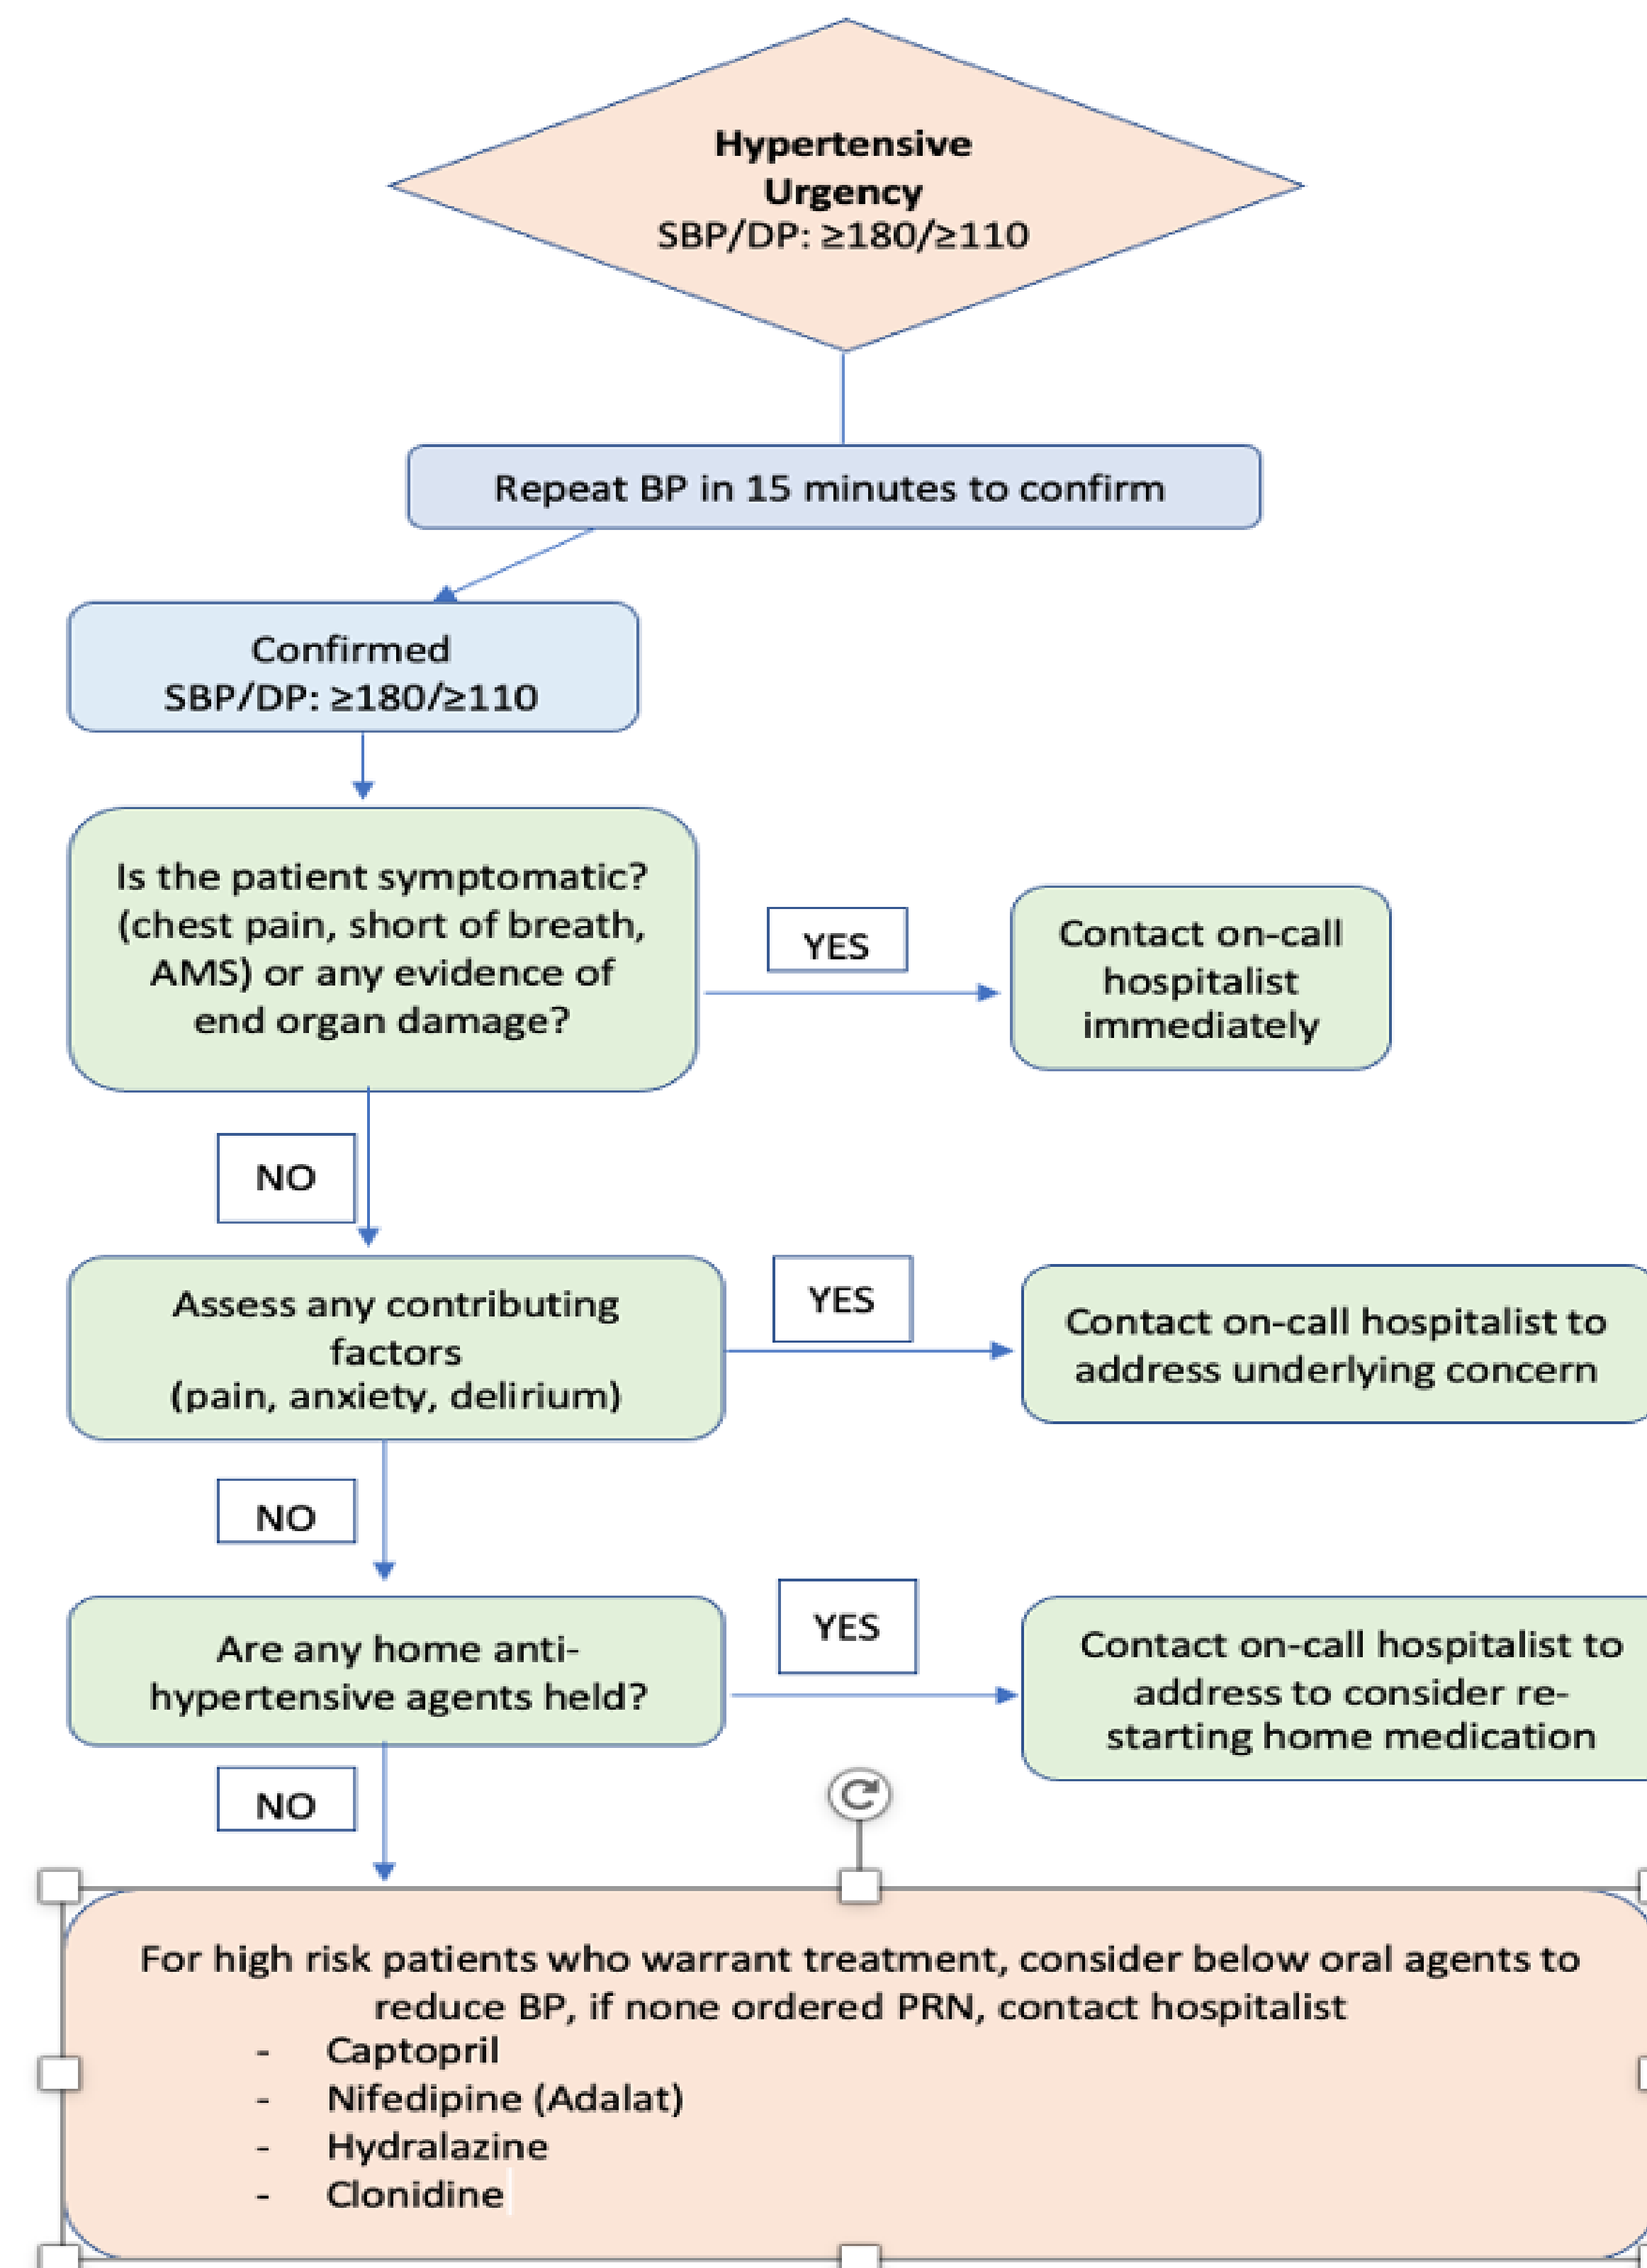 Hypertensive
Urgency
SBP/DP: ≥180/≥110
Repeat BP in 15 minutes to confirm
Confirmed
SBP/DP: ≥180/≥110
Is the patient symptomatic?
(chest pain, short of breath,
AMS) or any evidence of
end organ damage?
YES
Contact on-call
hospitalist
immediately
NO
Assess any contributing
factors
(pain, anxiety, delirium)
YES
Contact on-call hospitalist to
address underlying concern
NO
Are any home anti-
hypertensive agents held?
YES
Contact on-call hospitalist to
address to consider re-
starting home medication
NO
For high risk patients who warrant treatment, consider below oral agents to
reduce BP, if none ordered PRN, contact hospitalist
- Captopril
- Nifedipine (Adalat)
- Hydralazine
- Clonidine